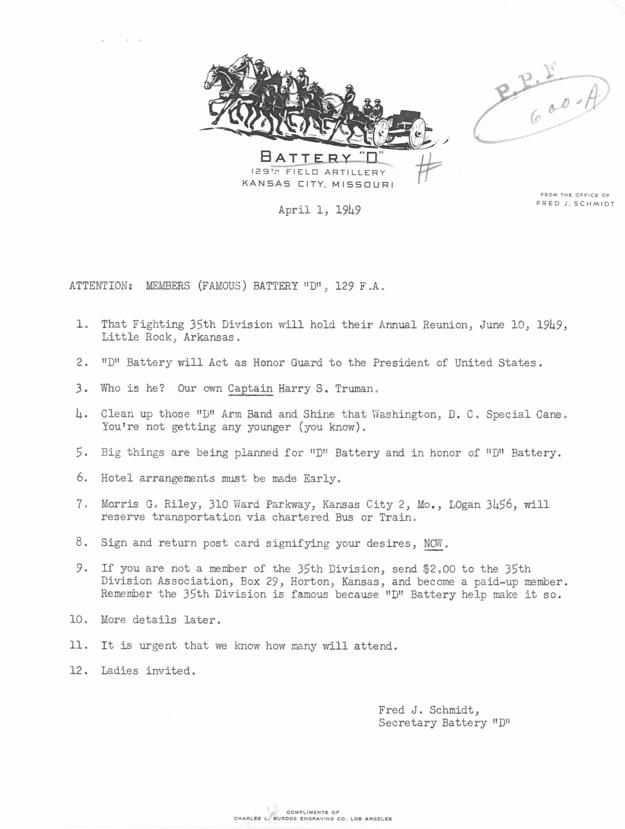 P.P.F
600-A
BATTERY "D"
129TH FIELD ARTILLERY
KANSAS CITY, MISSOURI
#
FROM THE OFFICE OF
FRED J. SCHMIDT
April 1, 1949
ATTENTION: MEMBERS (FAMOUS) BATTERY "D", 129 F.A.
1. That Fighting 35th Division will hold their Annual Reunion, June 10, 1949,
Little Rock, Arkansas.
2. "D" Battery will Act as Honor Guard to the President of United States.
3. Who is he? Our own Captain Harry S. Truman.
4. Clean up those "D" Arm Band and Shine that Washington, D. C. Special Cane.
You're not getting any younger (you know).
5. Big things are being planned for "D" Battery and in honor of "D" Battery.
6. Hotel arrangements must be made Early.
7. Morris G. Riley, 310 Ward Parkway, Kansas City 2, Mo., LOgan 3456, will
reserve transportation via chartered Bus or Train.
8. Sign and return post card signifying your desires, NOW.
9. If you are not a member of the 35th Division, send $2.00 to the 35th
Division Association, Box 29, Horton, Kansas, and become a paid-up member.
Remember the 35th Division is famous because "D" Battery help make it so.
10. More details later.
11. It is urgent that we know how many will attend.
12. Ladies invited.
Fred J. Schmidt,
Secretary Battery "D"
COMPLIMENTS OF
CHARLES L. BURDGE ENGRAVING CO. LOS ANGELES